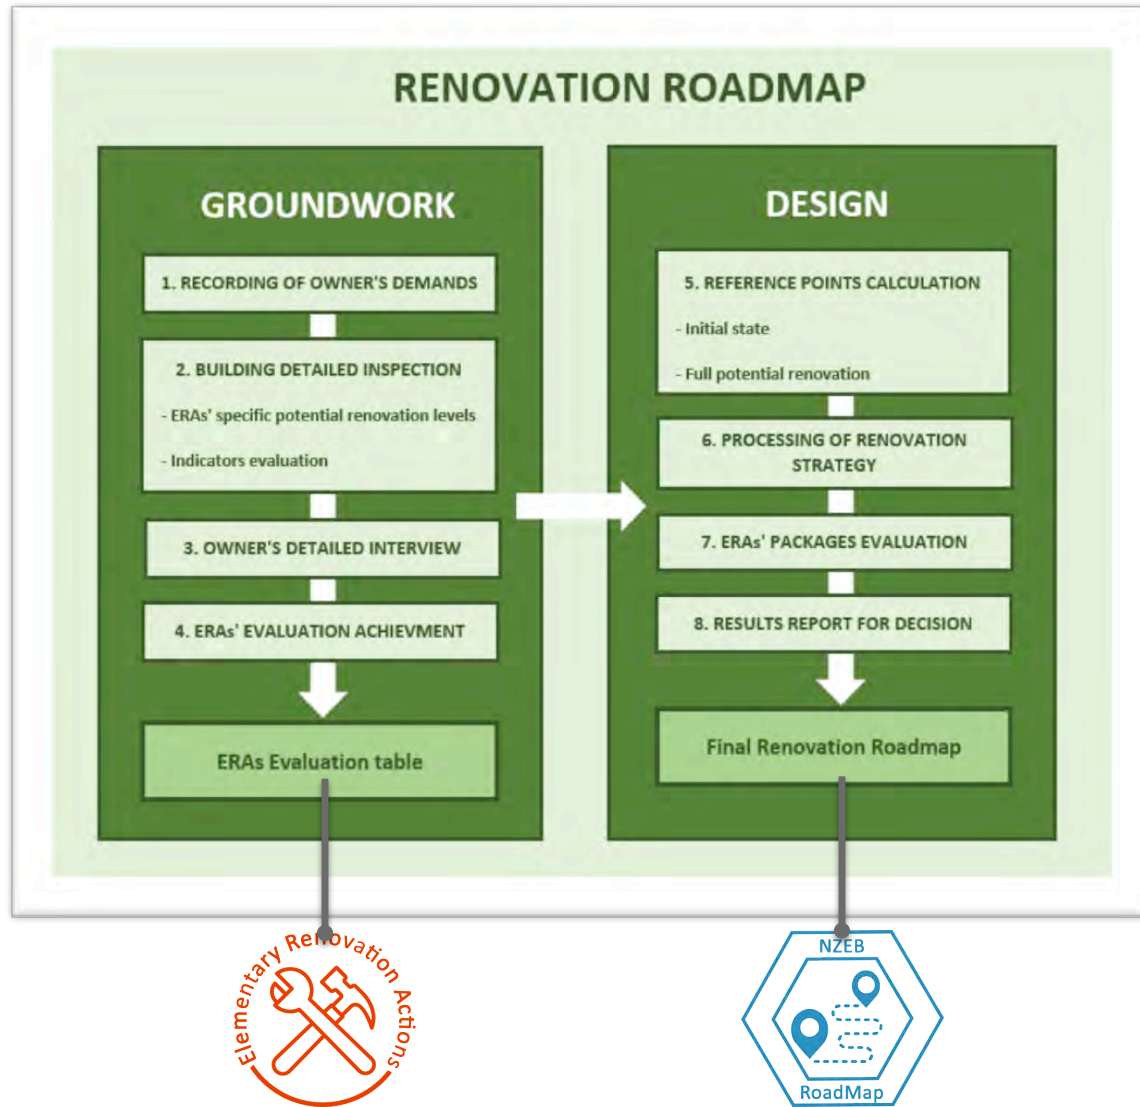 RENOVATION ROADMAP
GROUNDWORK
1. RECORDING OF OWNER'S DEMANDS
2. BUILDING DETAILED INSPECTION
- ERAs' specific potential renovation levels
- Indicators evaluation
3. OWNER'S DETAILED INTERVIEW
4. ERAs' EVALUATION ACHIEVMENT
ERAs Evaluation table
DESIGN
5. REFERENCE POINTS CALCULATION
- Initial state
- Full potential renovation
6. PROCESSING OF RENOVATION
STRATEGY
7. ERAs' PACKAGES EVALUATION
8. RESULTS REPORT FOR DECISION
Final Renovation Roadmap
Elementary Renovation Actions
NZEB
RoadMap